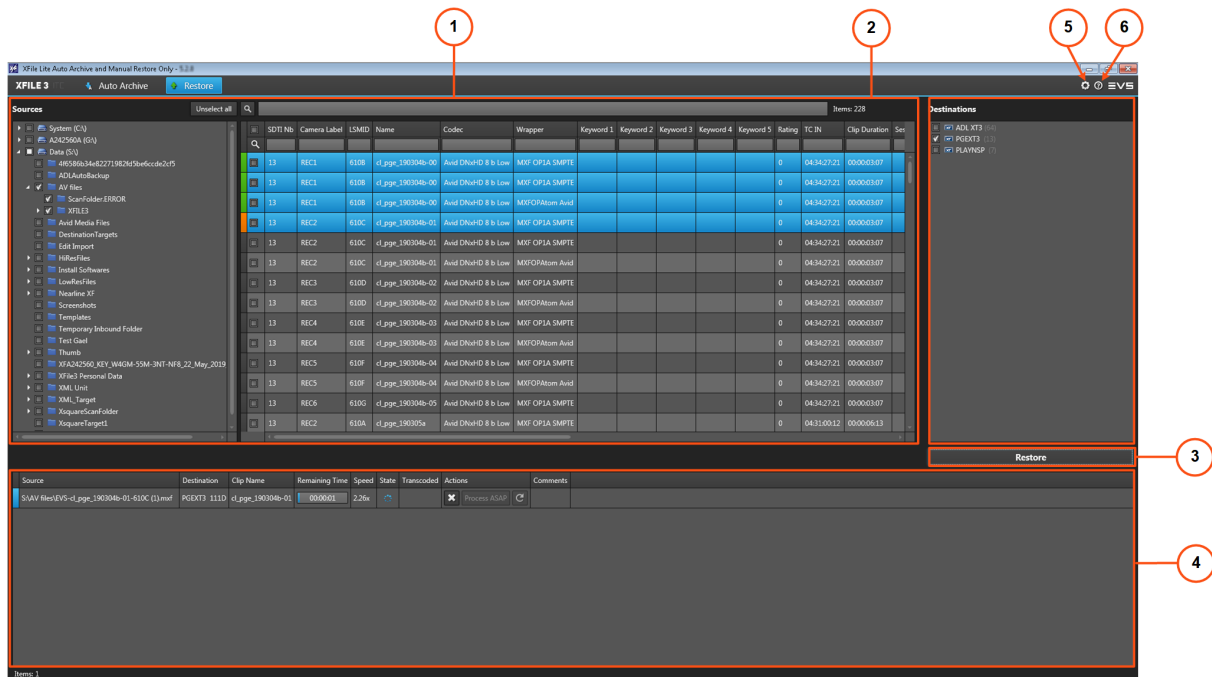 1
2
5
6
XFile Lite Auto Archive and Manual Restore Only - 5.2.8
XFILE 3
Auto Archive
Restore
EVS
Sources
Unselect all
Items: 228
Destinations
System (C:\)
A242560A (G:\)
Data (S:\)
4f6586b34e82271982fd5be6ccde2cf5
ADLAutoBackup
AV files
ScanFolder.ERROR
XFILE3
Avid Media Files
DestinationTargets
Edit Import
HiResFiles
Install Softwares
LowResFiles
Nearline XF
Screenshots
Templates
Temporary Inbound Folder
Test Gael
Thumb
XFA242560_KEY_W4GM-55M-3NT-NF8_22_May_2019
XFile3 Personal Data
XML Unit
XML_Target
XsquareScanFolder
XsquareTarget1
SDTI Nb Camera Label LSMID Name Codec Wrapper Keyword 1 Keyword 2 Keyword 3 Keyword 4 Keyword 5 Rating TC IN Clip Duration Ses
13 REC1 610B cl_pge_190304b-00 Avid DNxHD 8 b Low MXF OP1A SMPTE 0 04:34:27:21 00:00:03:07
13 REC1 610B cl_pge_190304b-00 Avid DNxHD 8 b Low MXF OP1A SMPTE 0 04:34:27:21 00:00:03:07
13 REC1 610B cl_pge_190304b-00 Avid DNxHD 8 b Low MXFOPAtom Avid 0 04:34:27:21 00:00:03:07
13 REC2 610C cl_pge_190304b-01 Avid DNxHD 8 b Low MXF OP1A SMPTE 0 04:34:27:21 00:00:03:07
13 REC2 610C cl_pge_190304b-01 Avid DNxHD 8 b Low MXF OP1A SMPTE 0 04:34:27:21 00:00:03:07
13 REC2 610C cl_pge_190304b-01 Avid DNxHD 8 b Low MXFOPAtom Avid 0 04:34:27:21 00:00:03:07
13 REC3 610D cl_pge_190304b-02 Avid DNxHD 8 b Low MXF OP1A SMPTE 0 04:34:27:21 00:00:03:07
13 REC3 610D cl_pge_190304b-02 Avid DNxHD 8 b Low MXFOPAtom Avid 0 04:34:27:21 00:00:03:07
13 REC4 610E cl_pge_190304b-03 Avid DNxHD 8 b Low MXF OP1A SMPTE 0 04:34:27:21 00:00:03:07
13 REC4 610E cl_pge_190304b-03 Avid DNxHD 8 b Low MXFOPAtom Avid 0 04:34:27:21 00:00:03:07
13 REC5 610F cl_pge_190304b-04 Avid DNxHD 8 b Low MXF OP1A SMPTE 0 04:34:27:21 00:00:03:07
13 REC5 610F cl_pge_190304b-04 Avid DNxHD 8 b Low MXFOPAtom Avid 0 04:34:27:21 00:00:03:07
13 REC6 610G cl_pge_190304b-05 Avid DNxHD 8 b Low MXF OP1A SMPTE 0 04:34:27:21 00:00:03:07
13 REC2 610A cl_pge_190305a Avid DNxHD 8 b Low MXF OP1A SMPTE 0 04:31:00:12 00:00:06:13
ADL XT3 (64)
PGEXT3 (13)
PLAYNSP (7)
Restore
3
Source Destination Clip Name Remaining Time Speed State Transcoded Actions Comments
S:\AV files\EVS-cl_pge_190304b-01-610C (1).mxf PGEXT3 111D cl_pge_190304b-01 00:00:01 2.26x Process ASAP
4
Items: 1